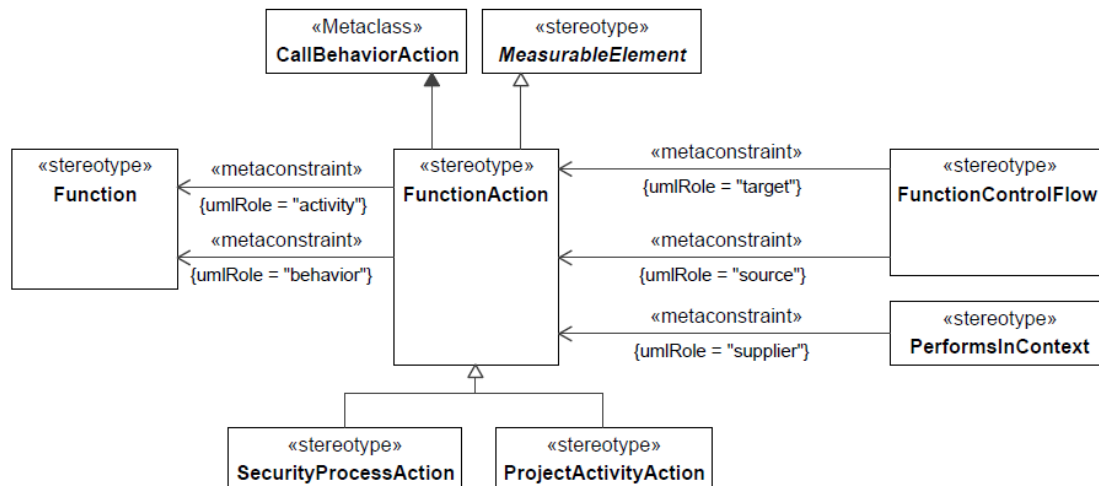 «Metaclass»
CallBehaviorAction
«stereotype»
MeasurableElement
«stereotype»
Function
«metaconstraint»
{umlRole = "activity"}
«metaconstraint»
{umlRole = "behavior"}
«stereotype»
FunctionAction
«metaconstraint»
{umlRole = "target"}
«metaconstraint»
{umlRole = "source"}
«metaconstraint»
{umlRole = "supplier"}
«stereotype»
FunctionControlFlow
«stereotype»
PerformsInContext
«stereotype»
SecurityProcessAction
«stereotype»
ProjectActivityAction